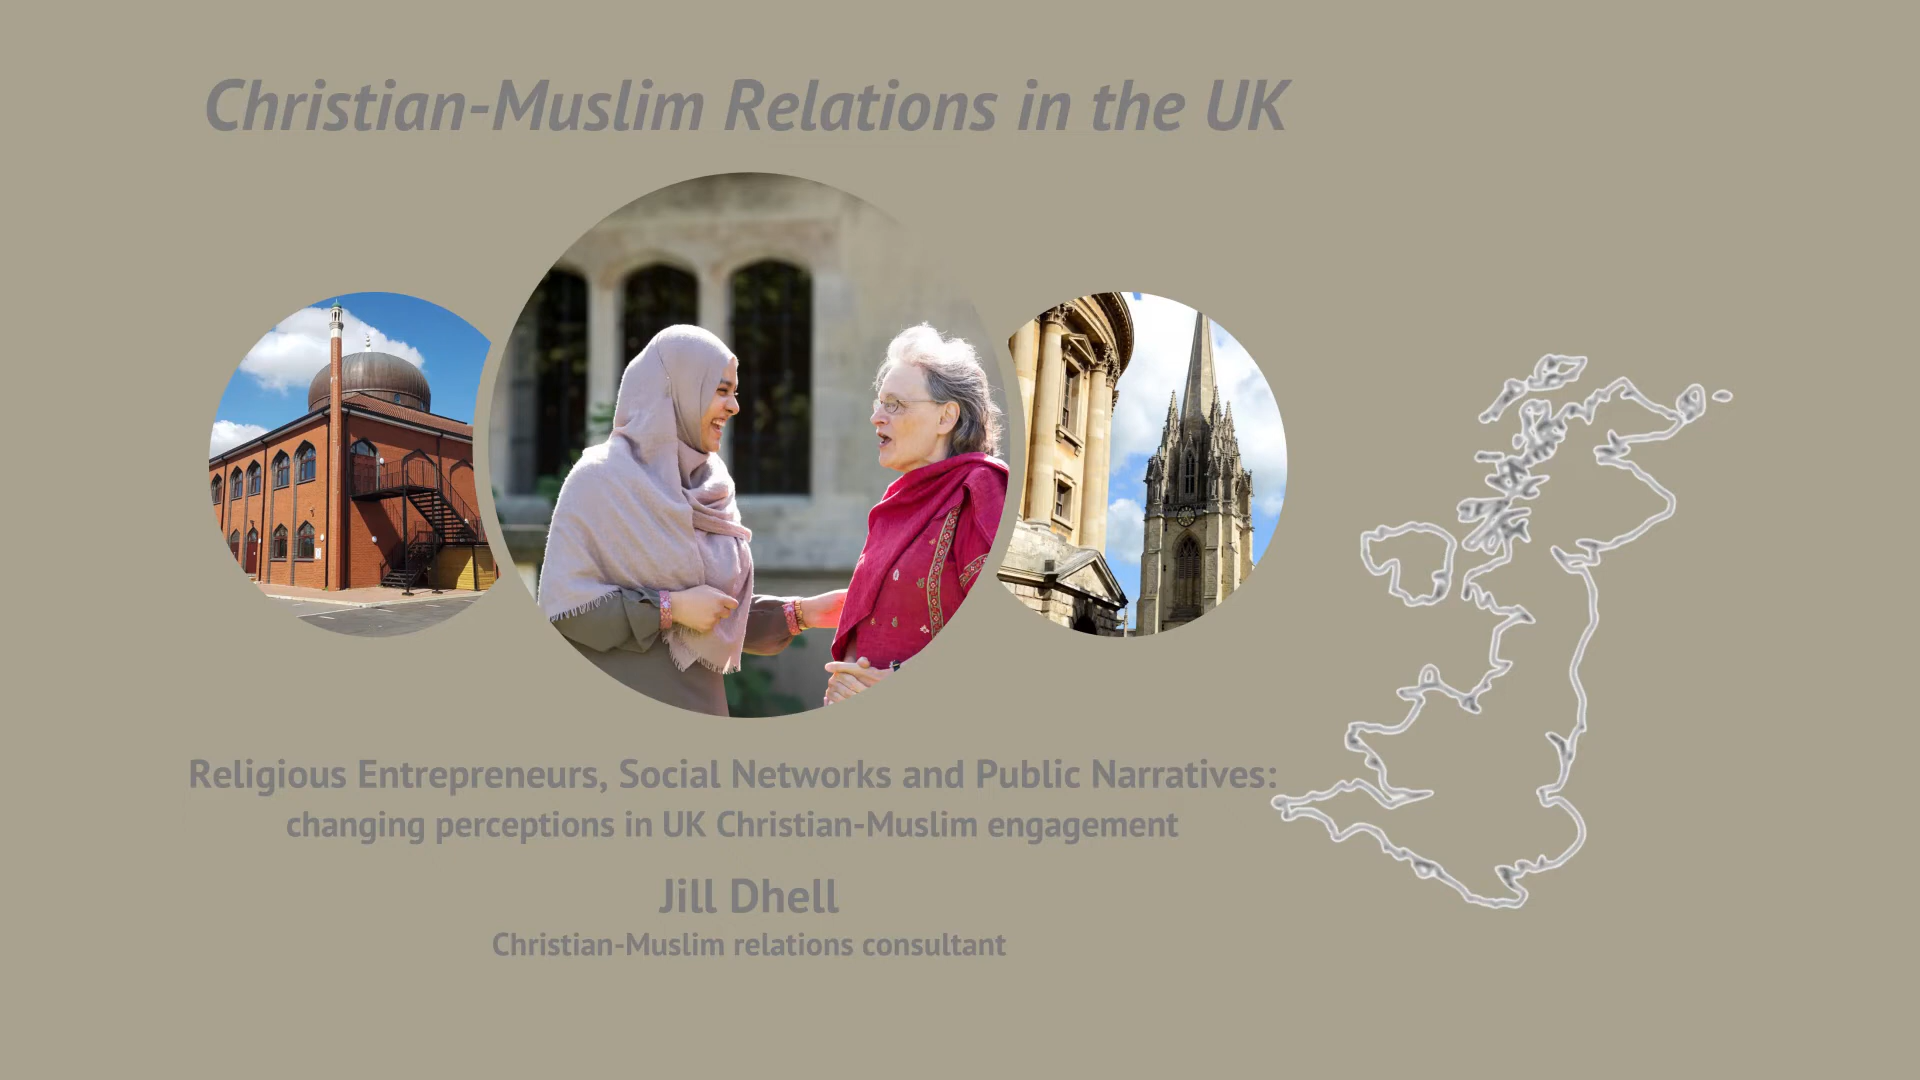 Christian-Muslim Relations in the UK
Religious Entrepreneurs, Social Networks and Public Narratives:
changing perceptions in UK Christian-Muslim engagement
Jill Dhell
Christian-Muslim relations consultant